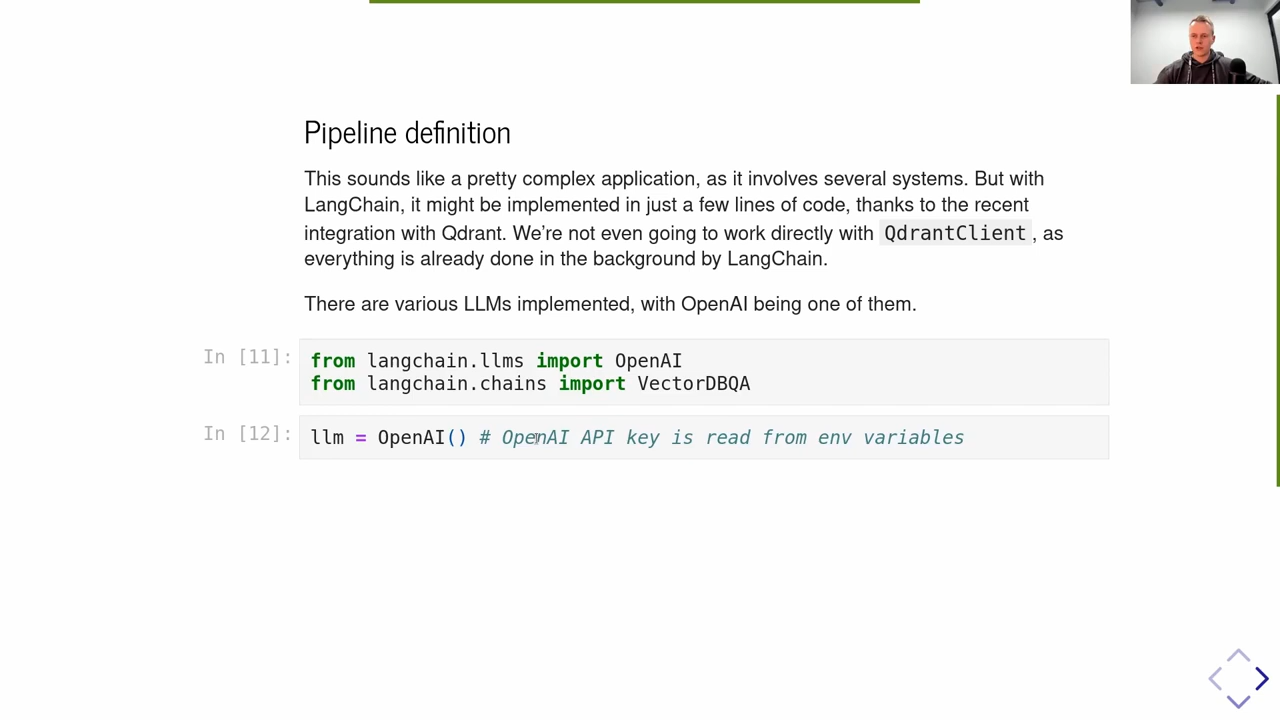 Pipeline definition
This sounds like a pretty complex application, as it involves several systems. But with
LangChain, it might be implemented in just a few lines of code, thanks to the recent
integration with Qdrant. We’re not even going to work directly with QdrantClient, as
everything is already done in the background by LangChain.
There are various LLMs implemented, with OpenAI being one of them.
In [11]: from langchain.llms import OpenAI
from langchain.chains import VectorDBQA
In [12]: llm = OpenAI() # OpenAI API key is read from env variables